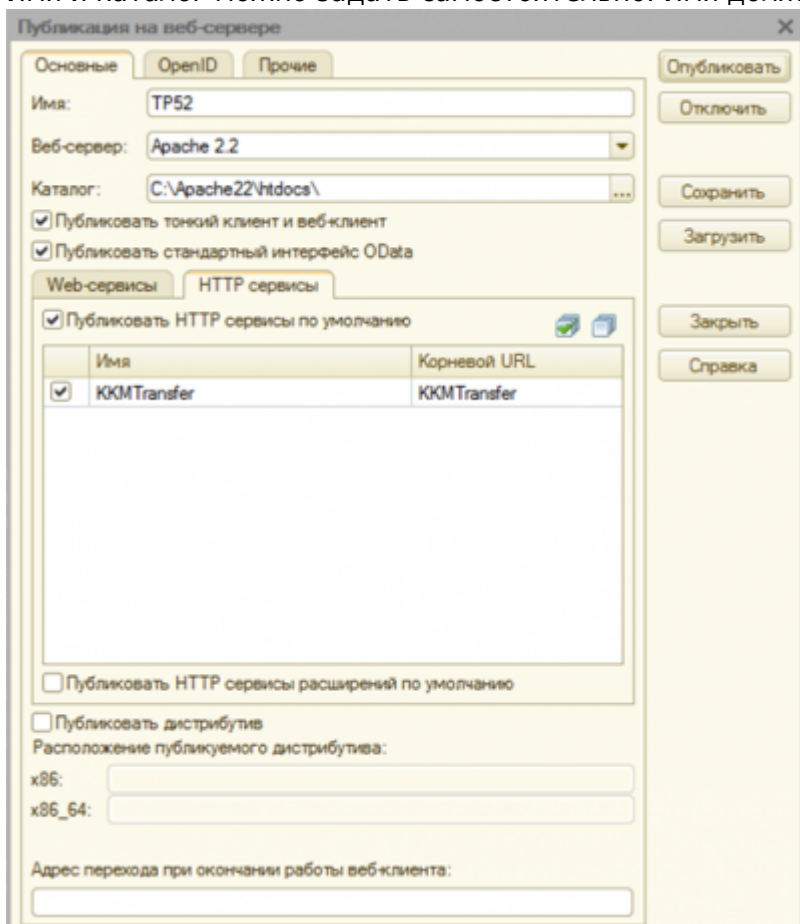 Публикация на веб-сервере
Основные OpenID Прочие
Опубликовать
Имя: TP52
Отключить
Веб-сервер: Apache 2.2
Каталог: C:\Apache22\htdocs\ ...
Сохранить
Публиковать тонкий клиент и веб-клиент
Загрузить
Публиковать стандартный интерфейс OData
Web-сервисы HTTP сервисы
Публиковать HTTP сервисы по умолчанию
Закрыть
Имя Корневой URL
Справка
KKMTransfer KKMTransfer
Публиковать HTTP сервисы расширений по умолчанию
Публиковать дистрибутив
Расположение публикуемого дистрибутива:
x86:
x86_64:
Адрес перехода при окончании работы веб-клиента: